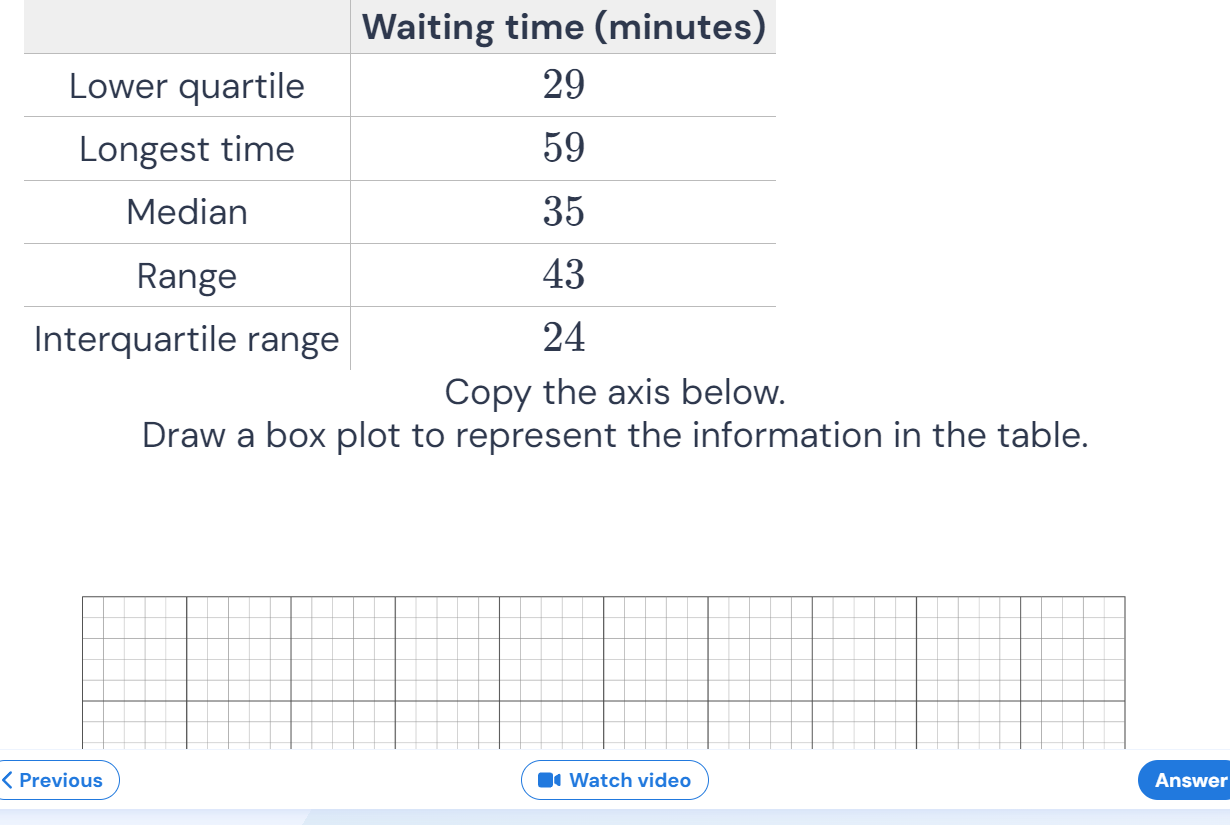 Waiting time (minutes)
Lower quartile 29
Longest time 59
Median 35
Range 43
Interquartile range 24
Copy the axis below.
Draw a box plot to represent the information in the table.
Previous Watch video Answer